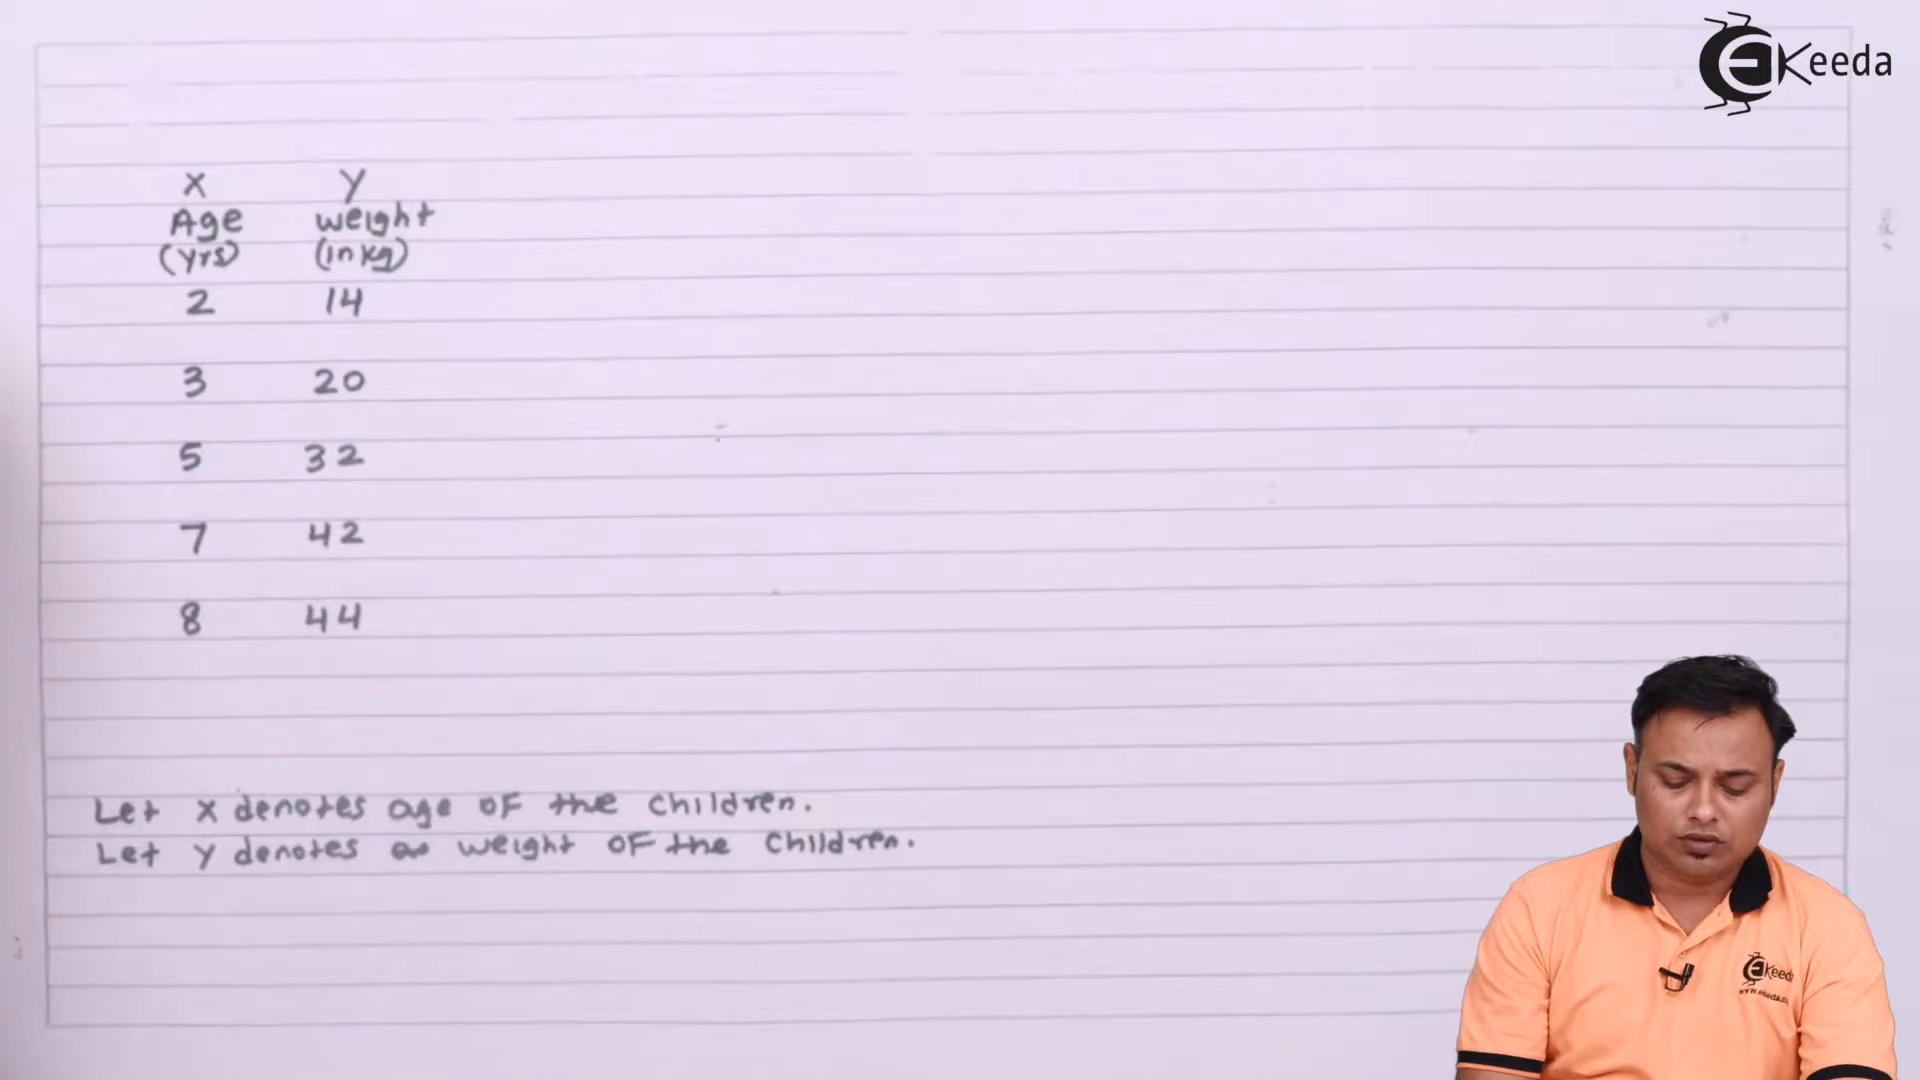 EKeeda
X Y
Age weight
(yrs) (in kg)
2 14
3 20
5 32
7 42
8 44
Let x denotes age of the children.
Let y denotes weight of the children.
EKeeda